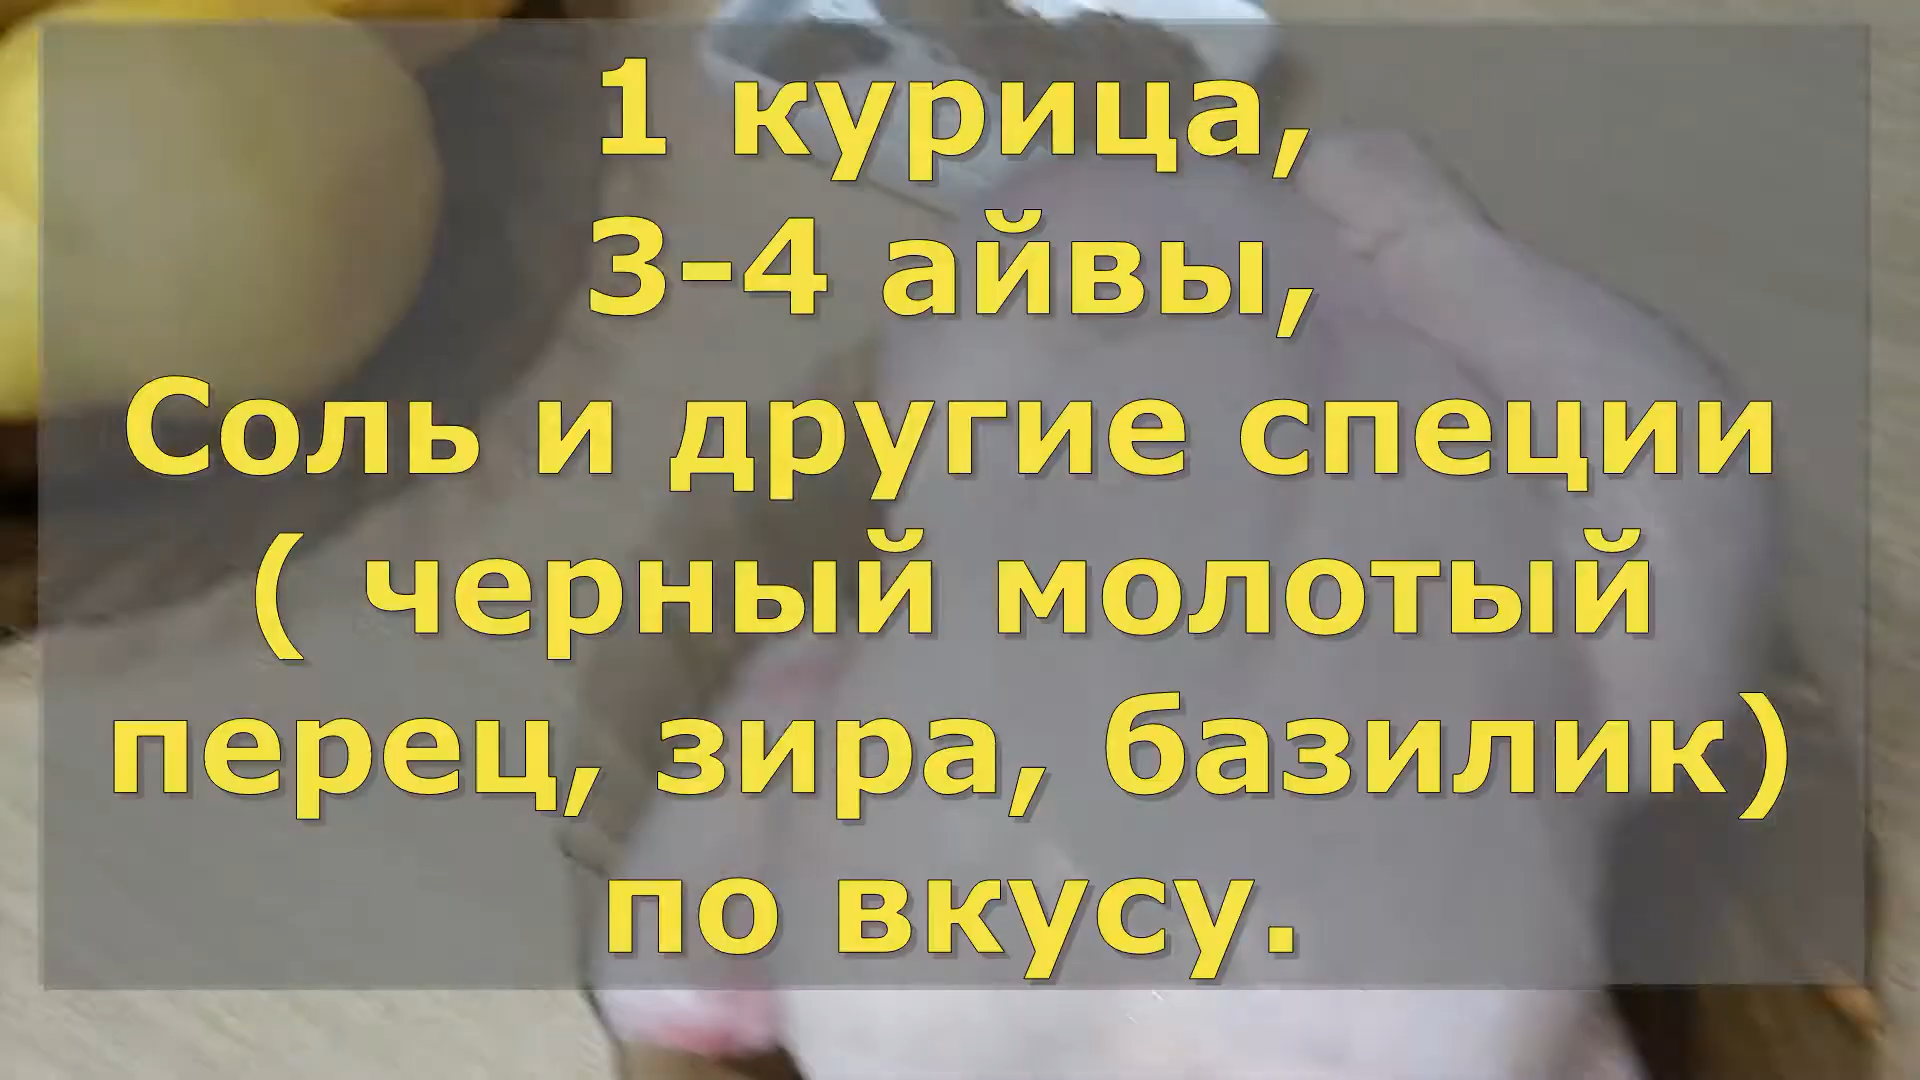 1 курица,
3-4 айвы,
Соль и другие специи
( черный молотый
перец, зира, базилик)
по вкусу.